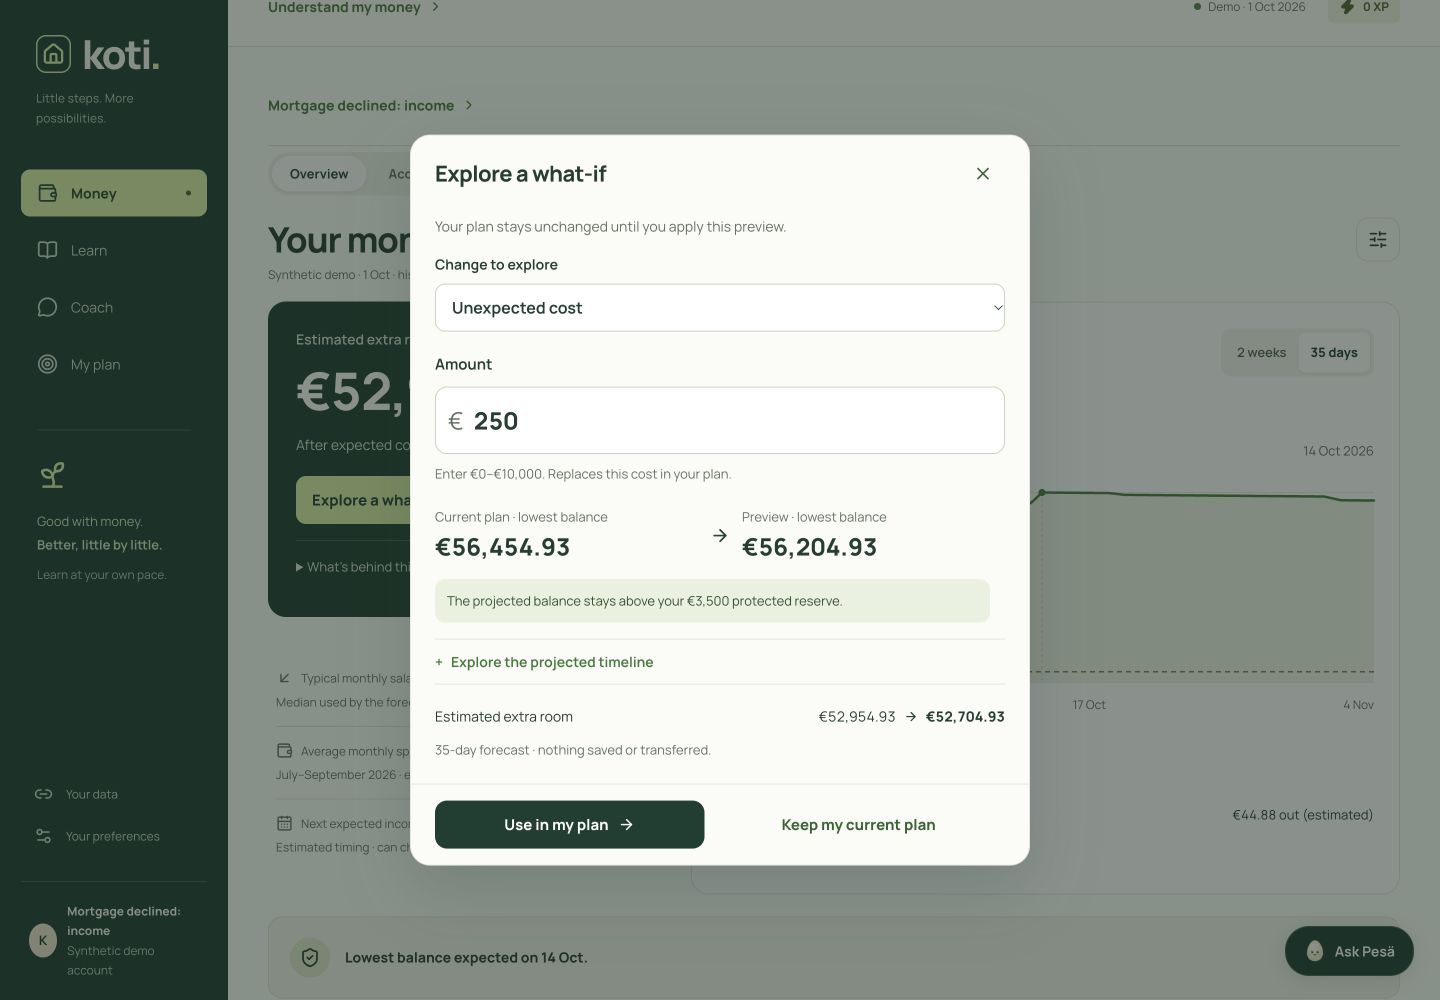 koti.
Little steps. More
possibilities.
Money
Learn
Coach
My plan
Good with money.
Better, little by little.
Learn at your own pace.
Your data
Your preferences
K
Mortgage declined:
income
Synthetic demo
account
Understand my money
Demo · 1 Oct 2026
0 XP
Mortgage declined: income
Overview
Your
Synthetic demo · 1 Oct ·
Estimated extra
€52,
After expected
Explore a
What's behind
Typical monthly
Median used by the
Average monthly
July–September 2026 ·
Next expected
Estimated timing · can
2 weeks
35 days
14 Oct 2026
17 Oct
4 Nov
€44.88 out (estimated)
Lowest balance expected on 14 Oct.
Ask Pesä
Explore a what-if
Your plan stays unchanged until you apply this preview.
Change to explore
Unexpected cost
Amount
€ 250
Enter €0–€10,000. Replaces this cost in your plan.
Current plan · lowest balance
€56,454.93
→
Preview · lowest balance
€56,204.93
The projected balance stays above your €3,500 protected reserve.
+ Explore the projected timeline
Estimated extra room
€52,954.93 → €52,704.93
35-day forecast · nothing saved or transferred.
Use in my plan →
Keep my current plan